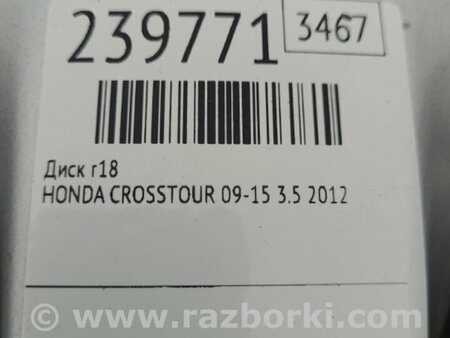 239771 3467
Диск r18
HONDA CROSSTOUR 09-15 3.5 2012
www.razborki.com